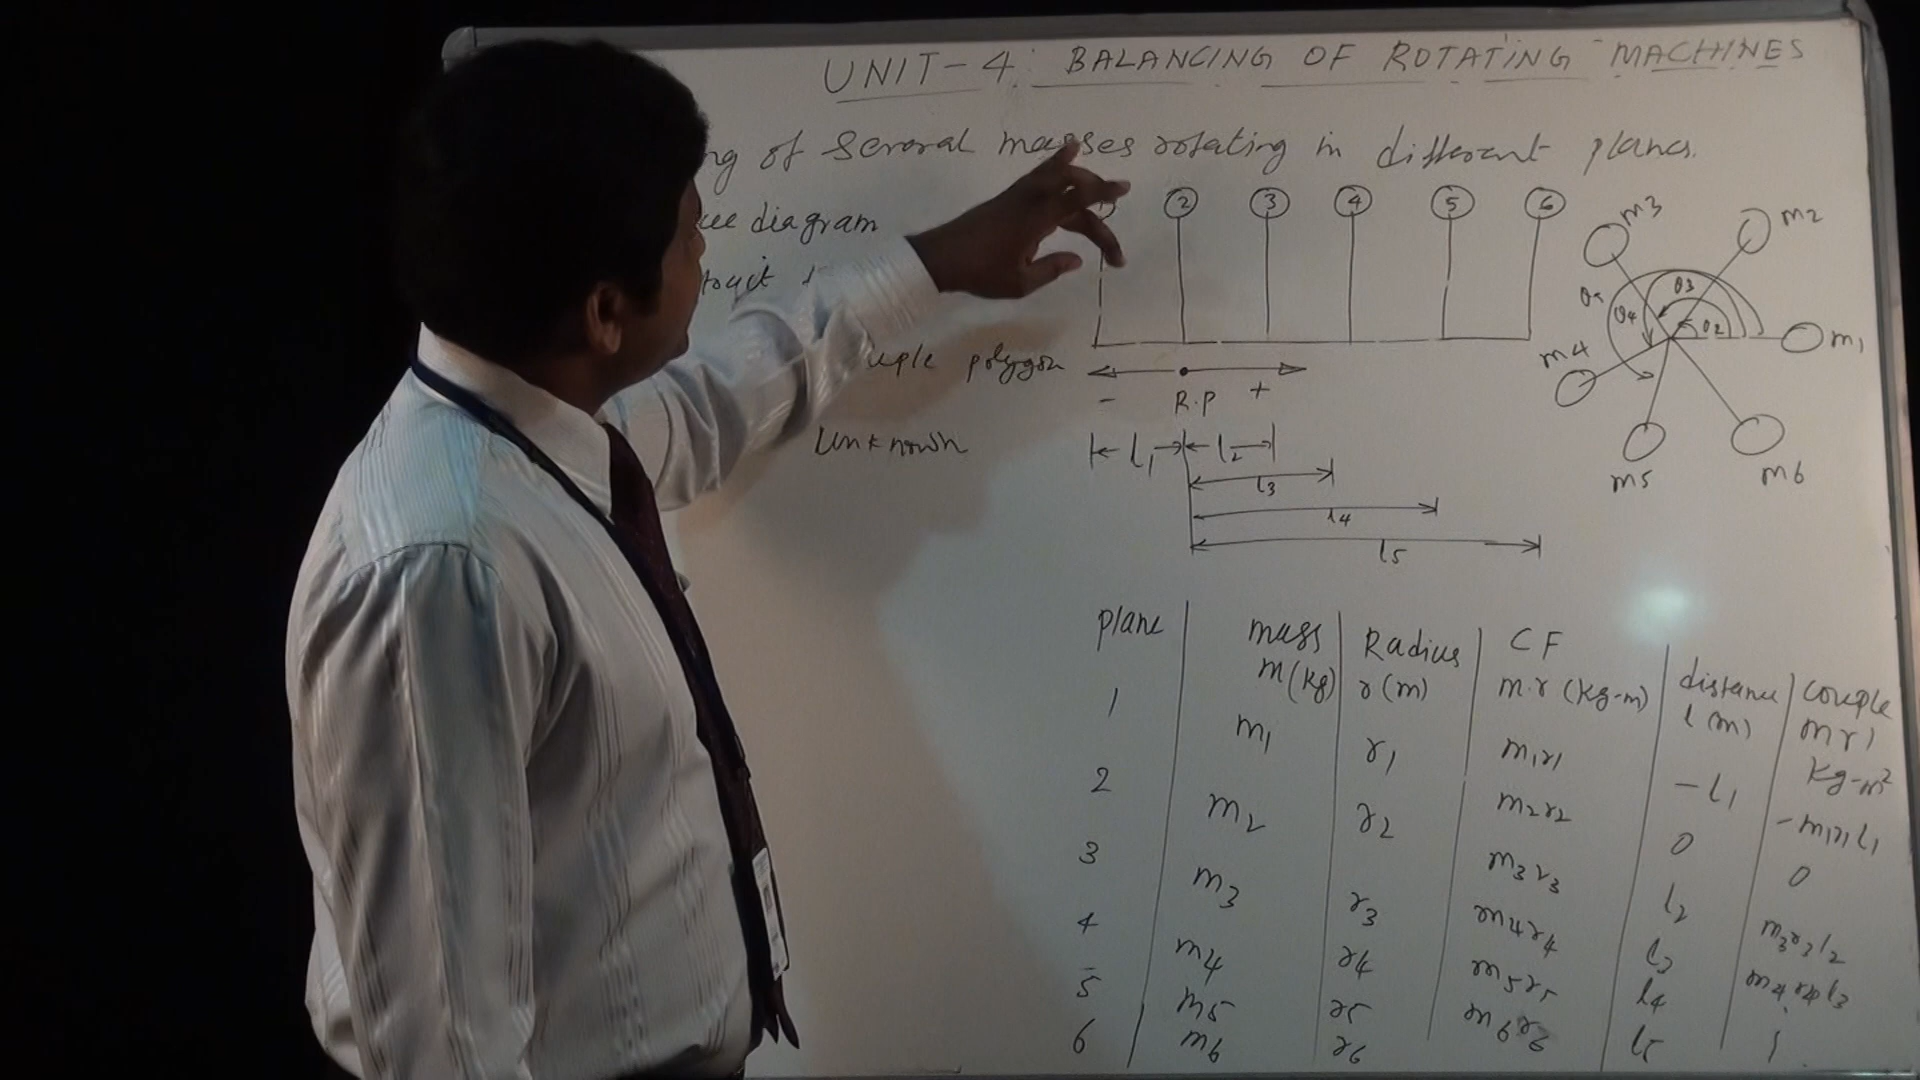 UNIT-4: BALANCING OF ROTATING MACHINES
ng of Several masses rotating in different planes.
diagram
uple polygon
Unknown
2 3 4 5 6
- R.P +
l1 l2
l3
l4
l5
m3 m2
θ3
θ4 θ2
m1
m4
m5 m6
plane mass m(kg) Radius r(m) CF m.r (kg-m) distance l(m) couple mrl kg-m²
1 m1 r1 m1r1 -l1 -m1r1l1
2 m2 r2 m2r2 0 0
3 m3 r3 m3r3 l2 m3r3l2
4 m4 r4 m4r4 l3 m4r4l3
5 m5 r5 m5r5 l4
6 m6 r6 m6r6 l5